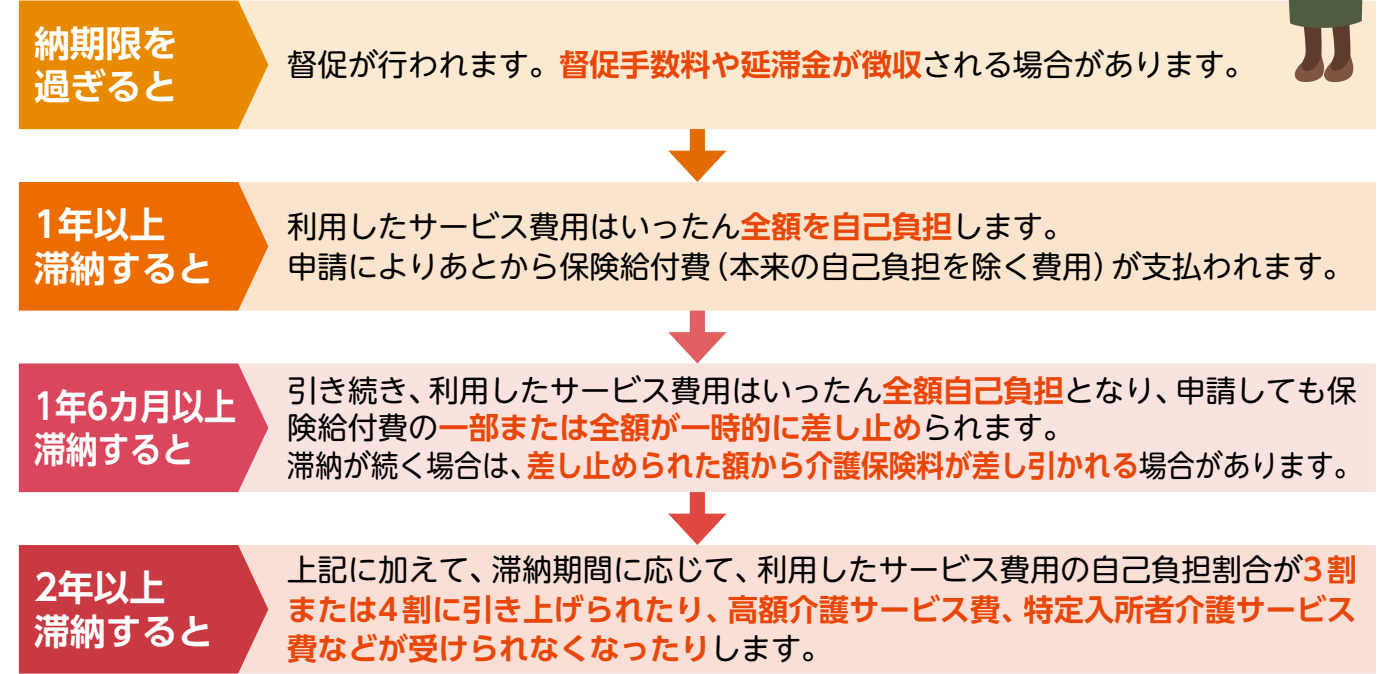 納期限を
過ぎると
督促が行われます。督促手数料や延滞金が徴収される場合があります。
1年以上
滞納すると
利用したサービス費用はいったん全額を自己負担します。
申請によりあとから保険給付費(本来の自己負担を除く費用)が支払われます。
1年6カ月以上
滞納すると
引き続き、利用したサービス費用はいったん全額自己負担となり、申請しても保
険給付費の一部または全額が一時的に差し止められます。
滞納が続く場合は、差し止められた額から介護保険料が差し引かれる場合があります。
2年以上
滞納すると
上記に加えて、滞納期間に応じて、利用したサービス費用の自己負担割合が3割
または4割に引き上げられたり、高額介護サービス費、特定入所者介護サービス
費などが受けられなくなったりします。